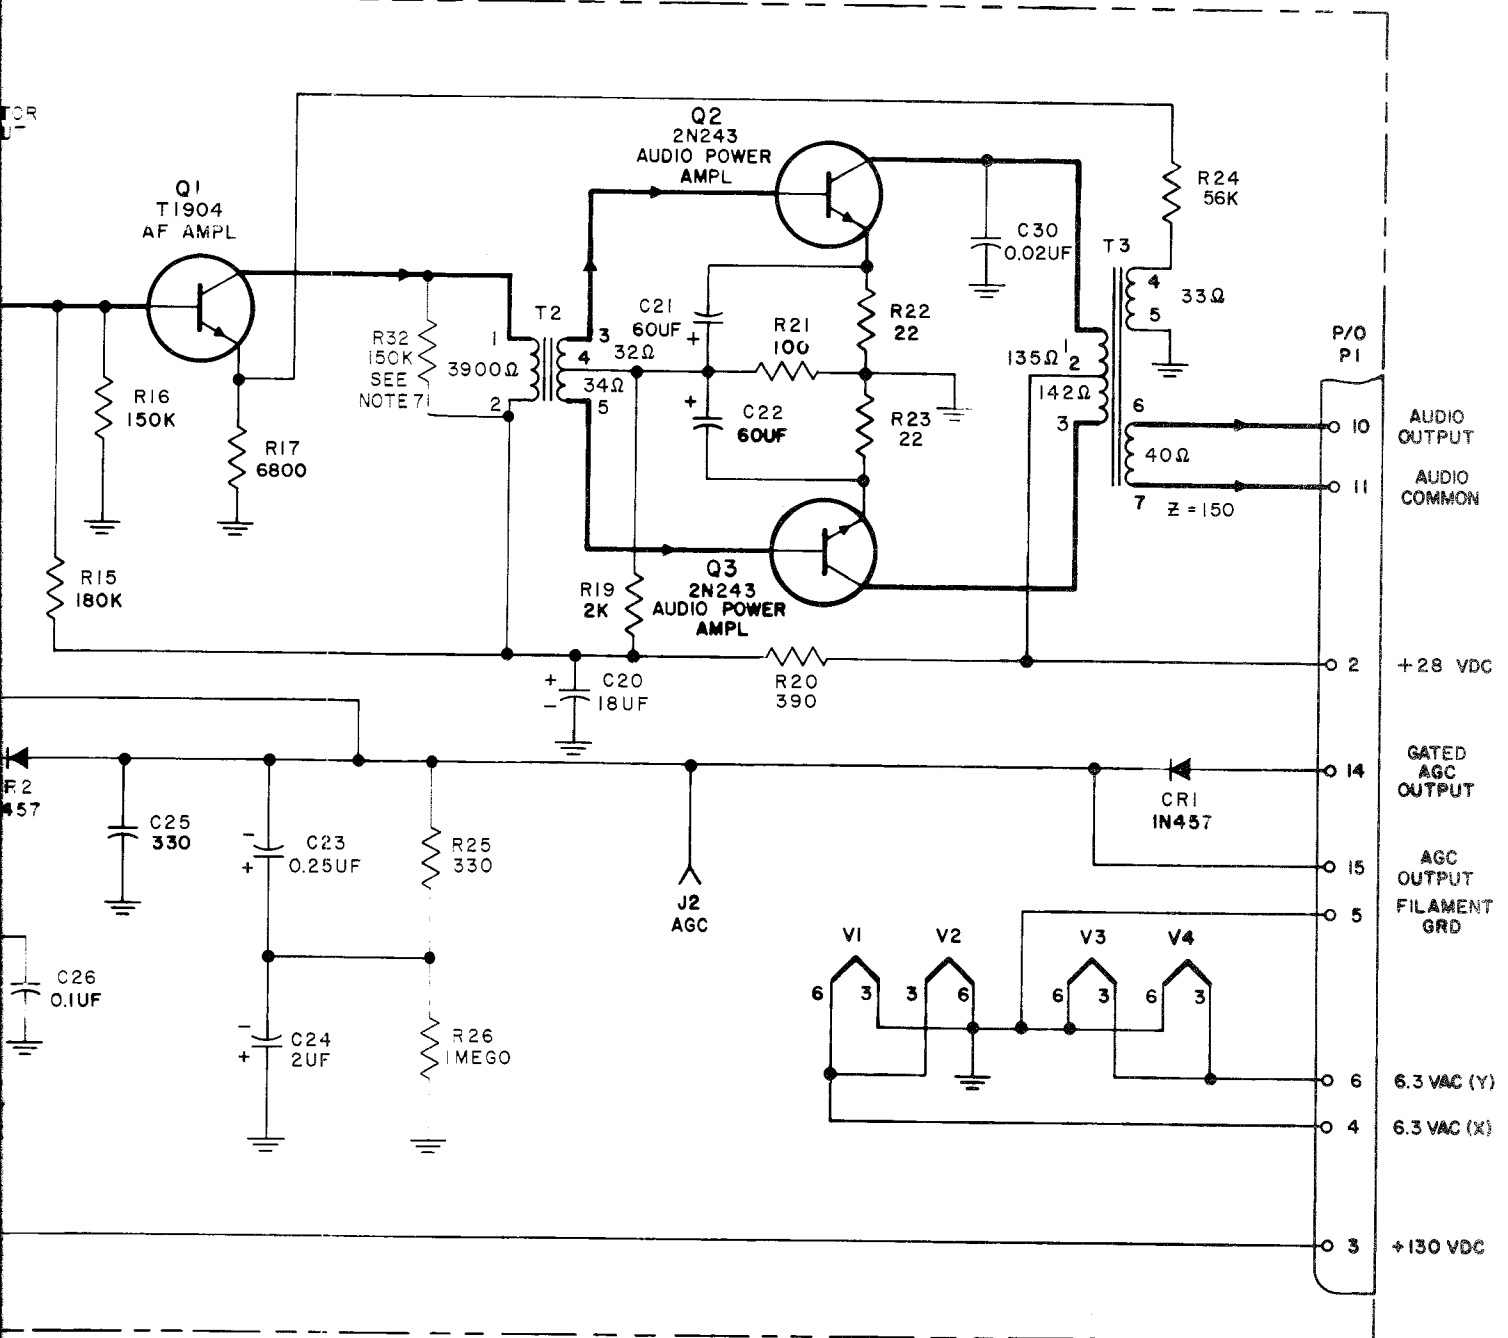 Q1
T1904
AF AMPL
Q2
2N243
AUDIO POWER
AMPL
R24
56K
C30
0.02UF
T3
4
33Ω
5
T2
1
3900Ω
2
3
4
32Ω
34Ω
5
C21
60UF
+
R21
100
R22
22
R32
150K
SEE
NOTE 7
+
C22
60UF
R23
22
135Ω
1
2
142Ω
3
6
40Ω
7
Z = 150
P/O
P1
10
AUDIO
OUTPUT
11
AUDIO
COMMON
R16
150K
R17
6800
R15
180K
R19
2K
Q3
2N243
AUDIO POWER
AMPL
+
-
C20
18UF
R20
390
2
+28 VDC
R2
457
C25
330
-
+
C23
0.25UF
R25
330
J2
AGC
CR1
1N457
14
GATED
AGC
OUTPUT
15
AGC
OUTPUT
5
FILAMENT
GRD
C26
0.1UF
-
+
C24
2UF
R26
1MEGO
V1
V2
V3
V4
6
3
3
6
6
3
6
3
6
6.3 VAC (Y)
4
6.3 VAC (X)
3
+130 VDC